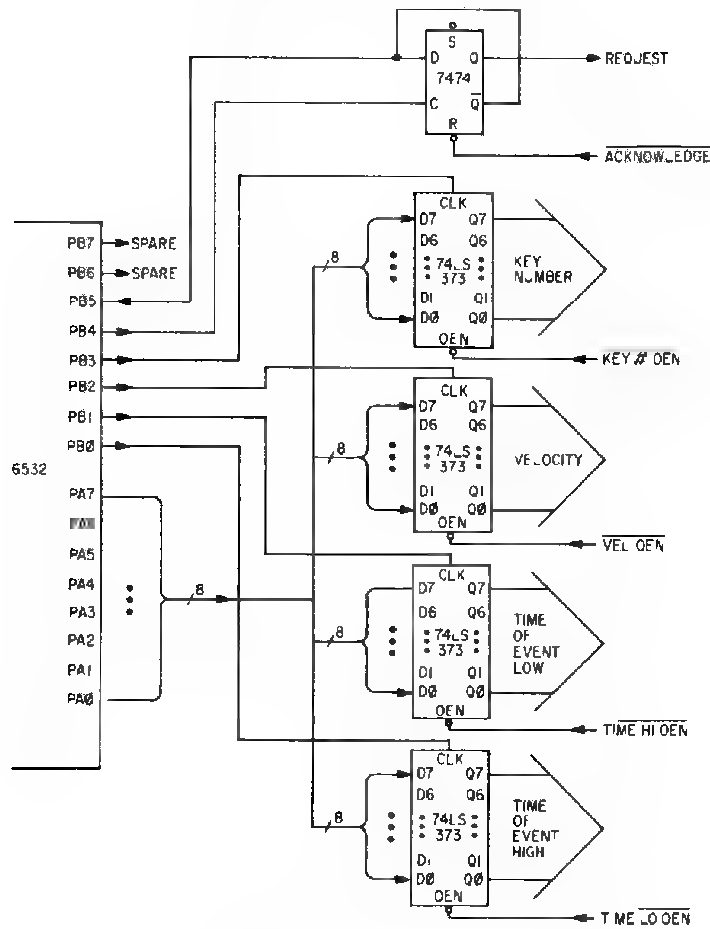 S
D Q
7474
C Q
R
REQUEST
ACKNOWLEDGE
PB7
SPARE
PB6
SPARE
PB5
PB4
PB3
PB2
PB1
PB0
6532
PA7
PA5
PA4
PA3
PA2
PA1
PA0
8
CLK
D7 Q7
D6 Q6
74LS
373
D1 Q1
D0 Q0
OEN
8
KEY
NUMBER
KEY # OEN
CLK
D7 Q7
D6 Q6
74LS
373
D1 Q1
D0 Q0
OEN
8
VELOCITY
VEL OEN
CLK
D7 Q7
D6 Q6
74LS
373
D1 Q1
D0 Q0
OEN
8
TIME
OF
EVENT
LOW
TIME HI OEN
CLK
D7 Q7
D6 Q6
74LS
373
D1 Q1
D0 Q0
OEN
8
TIME
OF
EVENT
HIGH
TIME LO OEN